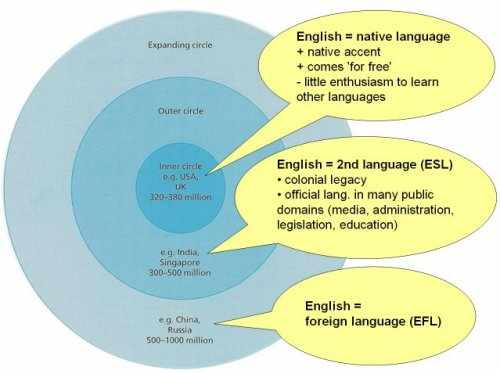 Expanding circle
Outer circle
Inner circle
e.g. USA,
UK
320–380 million
e.g. India,
Singapore
300–500 million
e.g. China,
Russia
500–1000 million
English = native language
+ native accent
+ comes 'for free'
- little enthusiasm to learn
other languages
English = 2nd language (ESL)
• colonial legacy
• official lang. in many public
domains (media, administration,
legislation, education)
English =
foreign language (EFL)